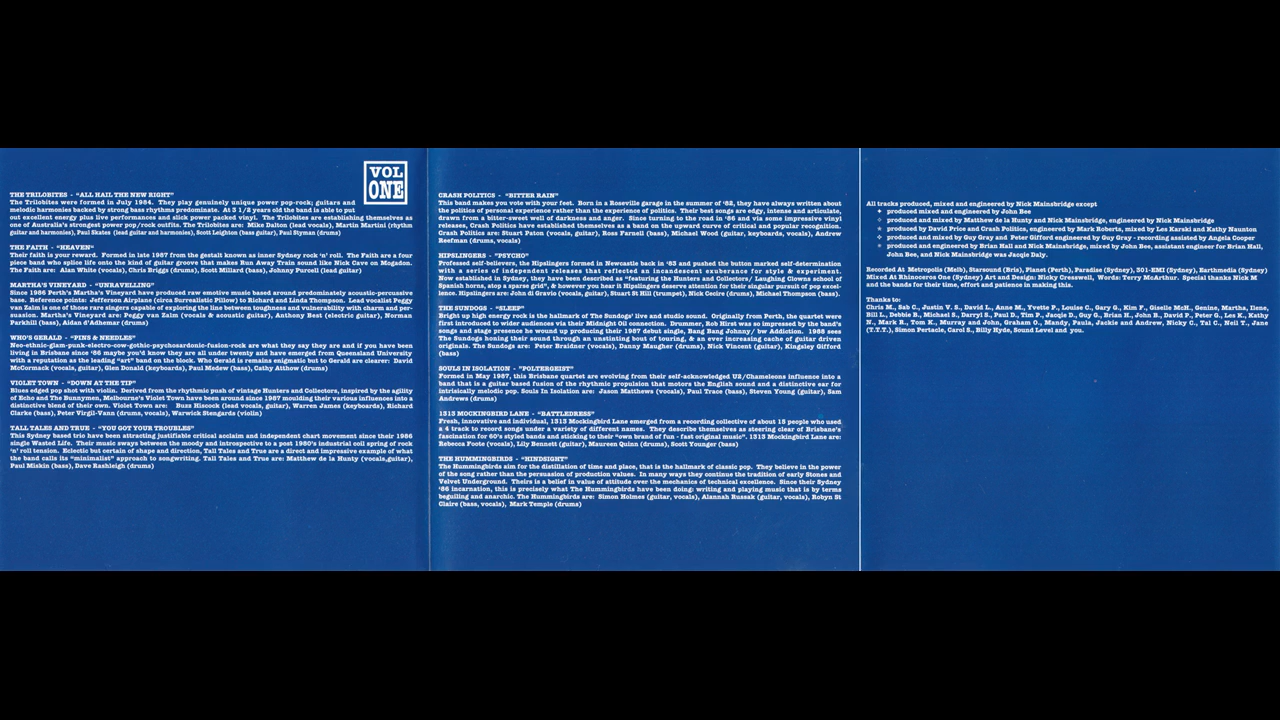 VOL
ONE
THE TRILOBITES - "ALL HAIL THE NEW RIGHT"
The Trilobites were formed in July 1984. They play genuinely unique power pop-rock; guitars and
melodic harmonies backed by strong bass rhythms predominate. At 3 1/2 years old the band is able to put
out excellent energy plus live performances and slick power packed vinyl. The Trilobites are establishing themselves as
one of Australia's strongest power pop/rock outfits. The Trilobites are: Mike Dalton (lead vocals), Martin Martini (rhythm
guitar and harmonies), Paul Skates (lead guitar and harmonies), Scott Leighton (bass guitar), Paul Styman (drums)
THE FAITH - "HEAVEN"
Their faith is your reward. Formed in late 1987 from the gestalt known as inner Sydney rock 'n' roll. The Faith are a four
piece band who splice life onto the kind of guitar groove that makes Run Away Train sound like Nick Cave on Mogadon.
The Faith are: Alan White (vocals), Chris Briggs (drums), Scott Millard (bass), Johnny Purcell (lead guitar)
MARTHA'S VINEYARD - "UNRAVELLING"
Since 1986 Perth's Martha's Vineyard have produced raw emotive music based around predominately acoustic-percussive
base. Reference points: Jefferson Airplane (circa Surrealistic Pillow) to Richard and Linda Thompson. Lead vocalist Peggy
van Zalm is one of those rare singers capable of exploring the line between toughness and vulnerability with charm and per-
suasion. Martha's Vineyard are: Peggy van Zalm (vocals & acoustic guitar), Anthony Best (electric guitar), Norman
Parkhill (bass), Aidan d'Adhemar (drums)
WHO'S GERALD - "PINS & NEEDLES"
Neo-ethnic-glam-punk-electro-cow-gothic-psychosardonic-fusion-rock are what they say they are and if you have been
living in Brisbane since '86 maybe you'd know they are all under twenty and have emerged from Queensland University
with a reputation as the leading "art" band on the block. Who Gerald is remains enigmatic but to Gerald are clearer: David
McCormack (vocals, guitar), Glen Donald (keyboards), Paul Medew (bass), Cathy Atthow (drums)
VIOLET TOWN - "DOWN AT THE TIP"
Blues edged pop shot with violin. Derived from the rhythmic push of vintage Hunters and Collectors, inspired by the agility
of Echo and The Bunnymen, Melbourne's Violet Town have been around since 1987 moulding their various influences into a
distinctive blend of their own. Violet Town are: Buzz Hiscock (lead vocals, guitar), Warren James (keyboards), Richard
Clarke (bass), Peter Virgil-Vann (drums, vocals), Warwick Stengards (violin)
TALL TALES AND TRUE - "YOU GOT YOUR TROUBLES"
This Sydney based trio have been attracting justifiable critical acclaim and independent chart movement since their 1986
single Wasted Life. Their music sways between the moody and introspective to a post 1980's industrial coil spring of rock
'n' roll tension. Eclectic but certain of shape and direction, Tall Tales and True are a direct and impressive example of what
the band calls its "minimalist" approach to songwriting. Tall Tales and True are: Matthew de la Hunty (vocals,guitar),
Paul Miskin (bass), Dave Rashleigh (drums)
CRASH POLITICS - "BITTER RAIN"
This band makes you vote with your feet. Born in a Roseville garage in the summer of '82, they have always written about
the politics of personal experience rather than the experience of politics. Their best songs are edgy, intense and articulate,
drawn from a bitter-sweet well of darkness and anger. Since turning to the road in '86 and via some impressive vinyl
releases, Crash Politics have established themselves as a band on the upward curve of critical and popular recognition.
Crash Politics are: Stuart Paton (vocals, guitar), Ross Farnell (bass), Michael Wood (guitar, keyboards, vocals), Andrew
Reefman (drums, vocals)
HIPSLINGERS - "PSYCHO"
Professed self-believers, the Hipslingers formed in Newcastle back in '83 and pushed the button marked self-determination
with a series of independent releases that reflected an incandescent exuberance for style & experiment.
Now established in Sydney, they have been described as "featuring the Hunters and Collectors/ Laughing Clowns school of
Spanish horns, atop a sparse grid", & however you hear is Hipslingers deserve attention for their singular pursuit of pop excel-
lence. Hipslingers are: John di Gravio (vocals, guitar), Stuart St Hill (trumpet), Nick Cecire (drums), Michael Thompson (bass).
THE SUNDOGS - "SLEEP"
Bright up high energy rock is the hallmark of The Sundogs' live and studio sound. Originally from Perth, the quartet were
first introduced to wider audiences via their Midnight Oil connection. Drummer, Rob Hirst was so impressed by the band's
songs and stage presence he wound up producing their 1987 debut single, Bang Bang Johnny/ bw Addiction. 1988 sees
The Sundogs honing their sound through an unstinting bout of touring, & an ever increasing cache of guitar driven
originals. The Sundogs are: Peter Braidner (vocals), Danny Maugher (drums), Nick Vincent (guitar), Kingsley Gifford
(bass)
SOULS IN ISOLATION - "POLTERGEIST"
Formed in May 1987, this Brisbane quartet are evolving from their self-acknowledged U2/Chameleons influence into a
band that is a guitar based fusion of the rhythmic propulsion that motors the English sound and a distinctive ear for
intrisically melodic pop. Souls In Isolation are: Jason Matthews (vocals), Paul Trace (bass), Steven Young (guitar), Sam
Andrews (drums)
1313 MOCKINGBIRD LANE - "BATTLEDRESS"
Fresh, innovative and individual, 1313 Mockingbird Lane emerged from a recording collective of about 15 people who used
a 4 track to record songs under a variety of different names. They describe themselves as steering clear of Brisbane's
fascination for 60's styled bands and sticking to their "own brand of fun - fast original music". 1313 Mockingbird Lane are:
Rebecca Foote (vocals), Lily Bennett (guitar), Maureen Quinn (drums), Scott Younger (bass)
THE HUMMINGBIRDS - "HINDSIGHT"
The Hummingbirds aim for the distillation of time and place, that is the hallmark of classic pop. They believe in the power
of the song rather than the persuasion of production values. In many ways they continue the tradition of early Stones and
Velvet Underground. Theirs is a belief in value of attitude over the mechanics of technical excellence. Since their Sydney
'86 incarnation, this is precisely what The Hummingbirds have been doing: writing and playing music that is by terms
beguiling and anarchic. The Hummingbirds are: Simon Holmes (guitar, vocals), Alannah Russak (guitar, vocals), Robyn St
Claire (bass, vocals), Mark Temple (drums)
All tracks produced, mixed and engineered by Nick Mainsbridge except
produced mixed and engineered by John Bee
produced by Matthew de la Hunty and Nick Mainsbridge, engineered by Nick Mainsbridge
produced by David Price and Crash Politics, engineered by Mark Roberts, mixed by Les Karski and Kathy Naunton
produced and mixed by Guy Gray and Peter Gifford engineered by Guy Gray - recording assisted by Angela Cooper
produced and engineered by Brian Hall and Nick Mainsbridge, mixed by John Bee, assistant engineer for Brian Hall,
John Bee, and Nick Mainsbridge was Jacqie Daly.
Recorded At Metropolis (Melb), Starsound (Bris), Planet (Perth), Paradise (Sydney), 301-EMI (Sydney), Earthmedia (Sydney)
Mixed At Rhinoceros One (Sydney) Art and Design: Nicky Cresswell, Words: Terry McArthur. Special thanks Nick M
and the bands for their time, effort and patience in making this.
Thanks to:
Chris M., Sab C., Justin V. S., David L., Anne M., Yvette P., Louise C., Gary G., Kim F., Giselle McH., Genine, Martha, Ilene,
Bill L., Debbie B., Michael S., Darryl S., Paul D., Tim P., Jacqie D., Guy G., Brian H., John B., David P., Peter G., Les K., Kathy
N., Mark R., Tom K., Murray and John, Graham O., Mandy, Paula, Jackie and Andrew, Nicky C., Tal C., Neil T., Jane
(T.T.T.), Simon Pertacle, Carol S., Billy Hyde, Sound Level and you.